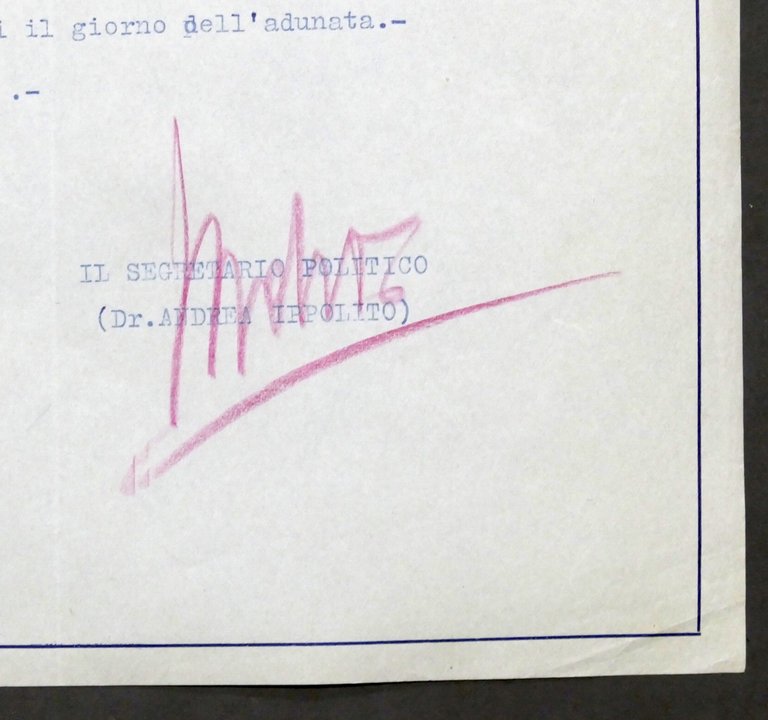 i il giorno dell'adunata.-
.-
IL SEGRETARIO POLITICO
(Dr.ANDREA IPPOLITO)